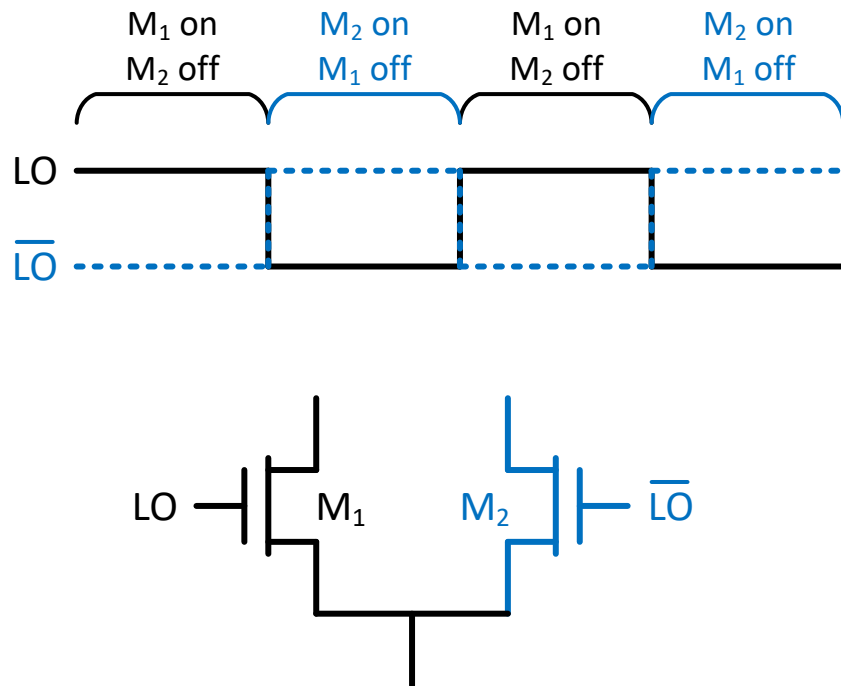 M₁ on M₂ on M₁ on M₂ on
M₂ off M₁ off M₂ off M₁ off
LO
L̅O̅
LO M₁ M₂ L̅O̅